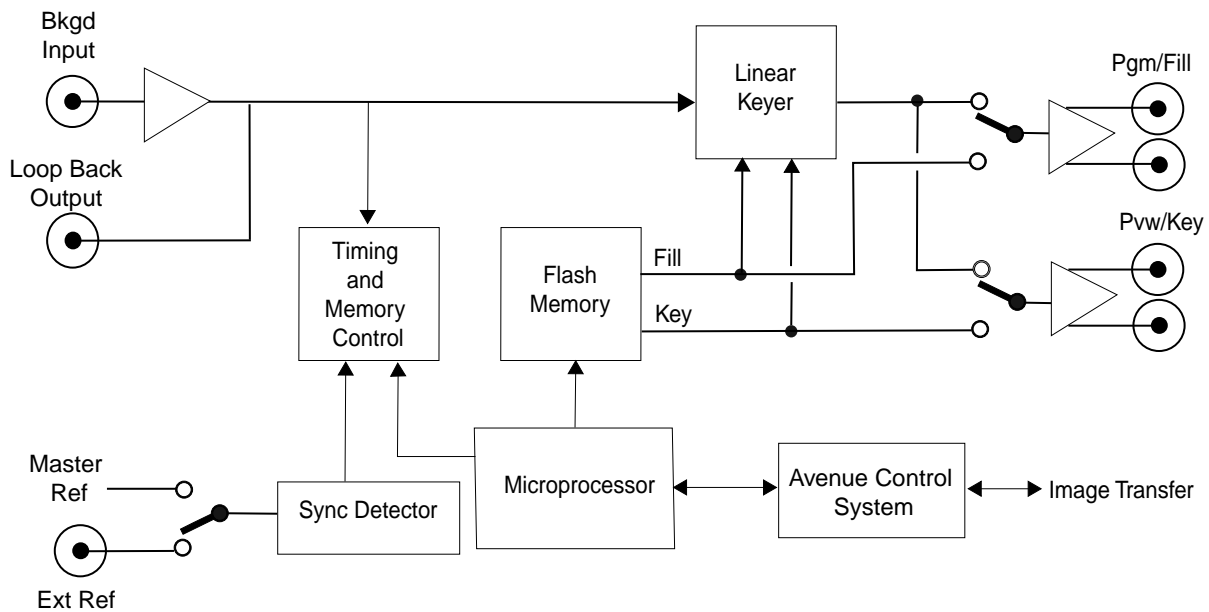 Bkgd
Input
Linear
Keyer
Pgm/Fill
Loop Back
Output
Timing
and
Memory
Control
Flash
Memory
Fill
Key
Pvw/Key
Master
Ref
Sync Detector
Microprocessor
Avenue Control
System
Image Transfer
Ext Ref